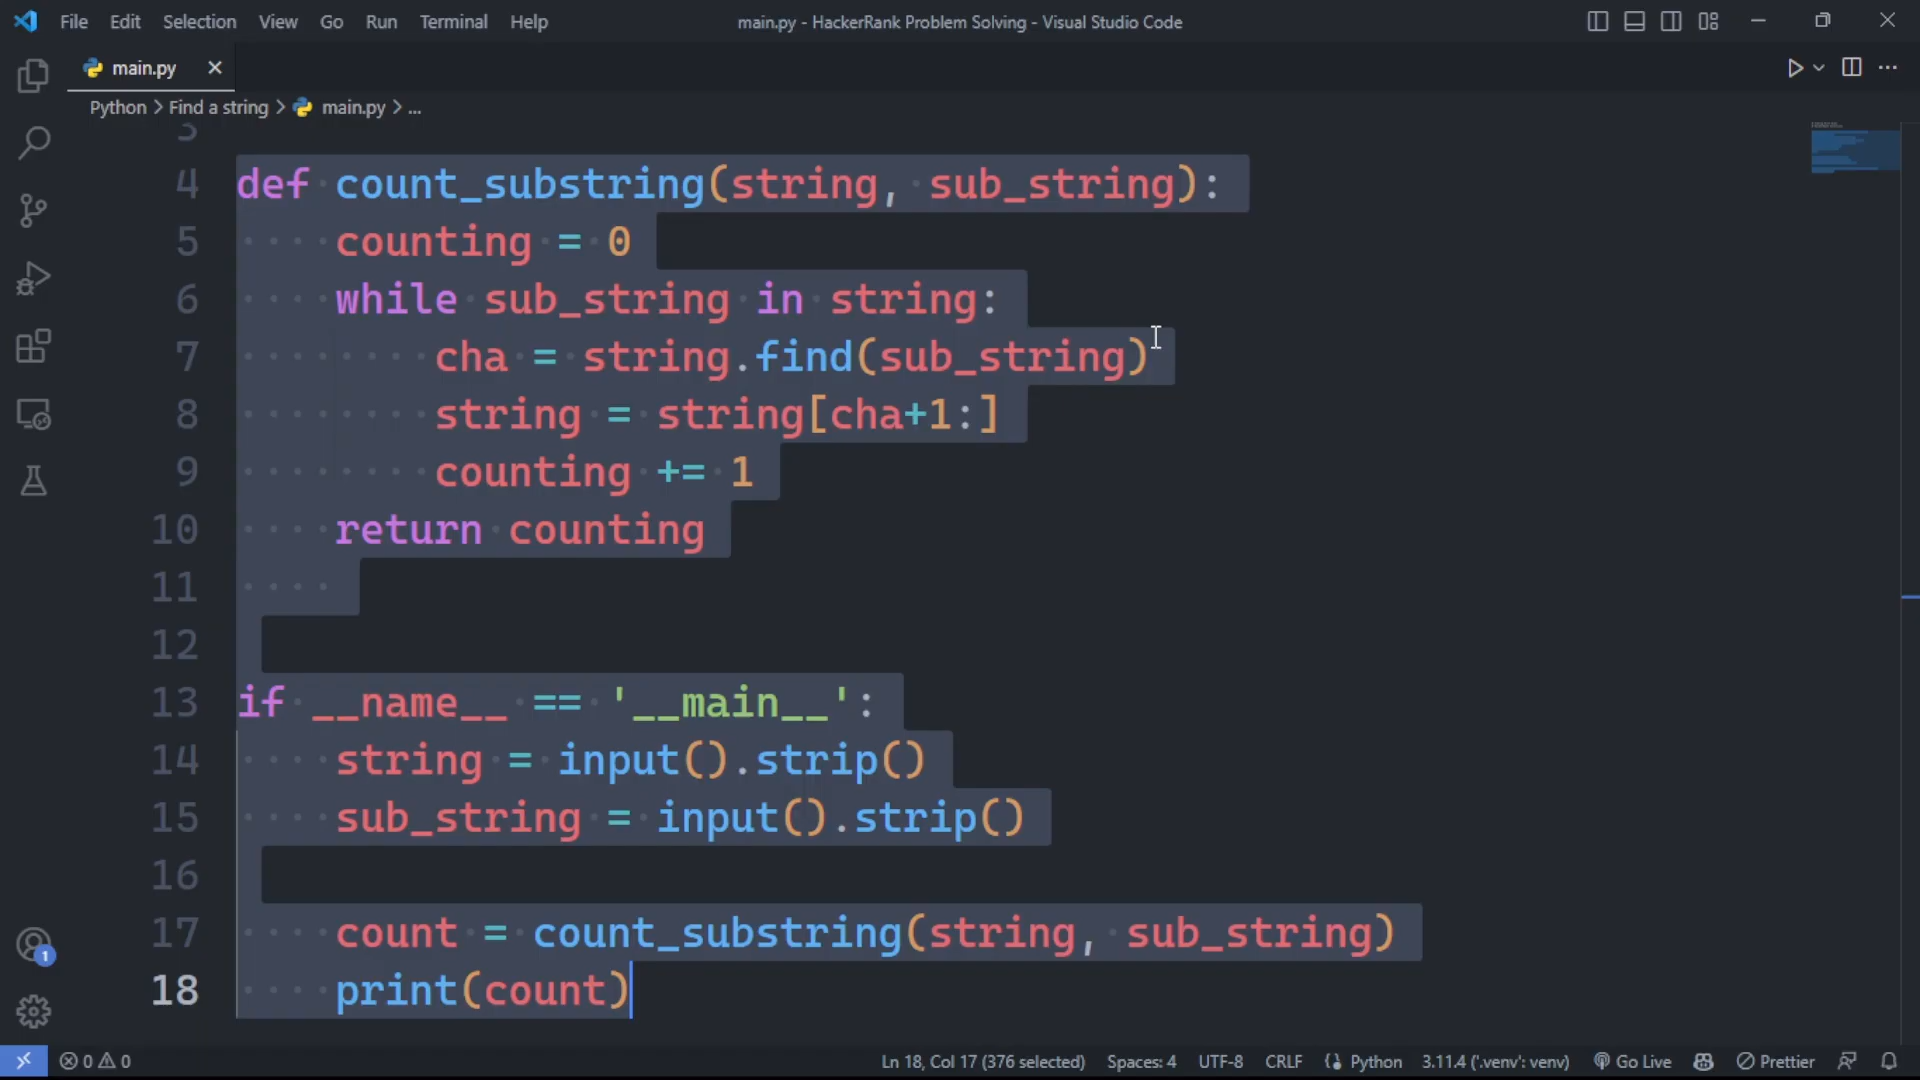 File Edit Selection View Go Run Terminal Help main.py - HackerRank Problem Solving - Visual Studio Code
main.py
Python > Find a string > main.py > ...
3
4 def count_substring(string, sub_string):
5     counting = 0
6     while sub_string in string:
7         cha = string.find(sub_string)
8         string = string[cha+1:]
9         counting += 1
10     return counting
11
12
13 if __name__ == '__main__':
14     string = input().strip()
15     sub_string = input().strip()
16
17     count = count_substring(string, sub_string)
18     print(count)
1
0 0 Ln 18, Col 17 (376 selected) Spaces: 4 UTF-8 CRLF Python 3.11.4 ('.venv': venv) Go Live Prettier